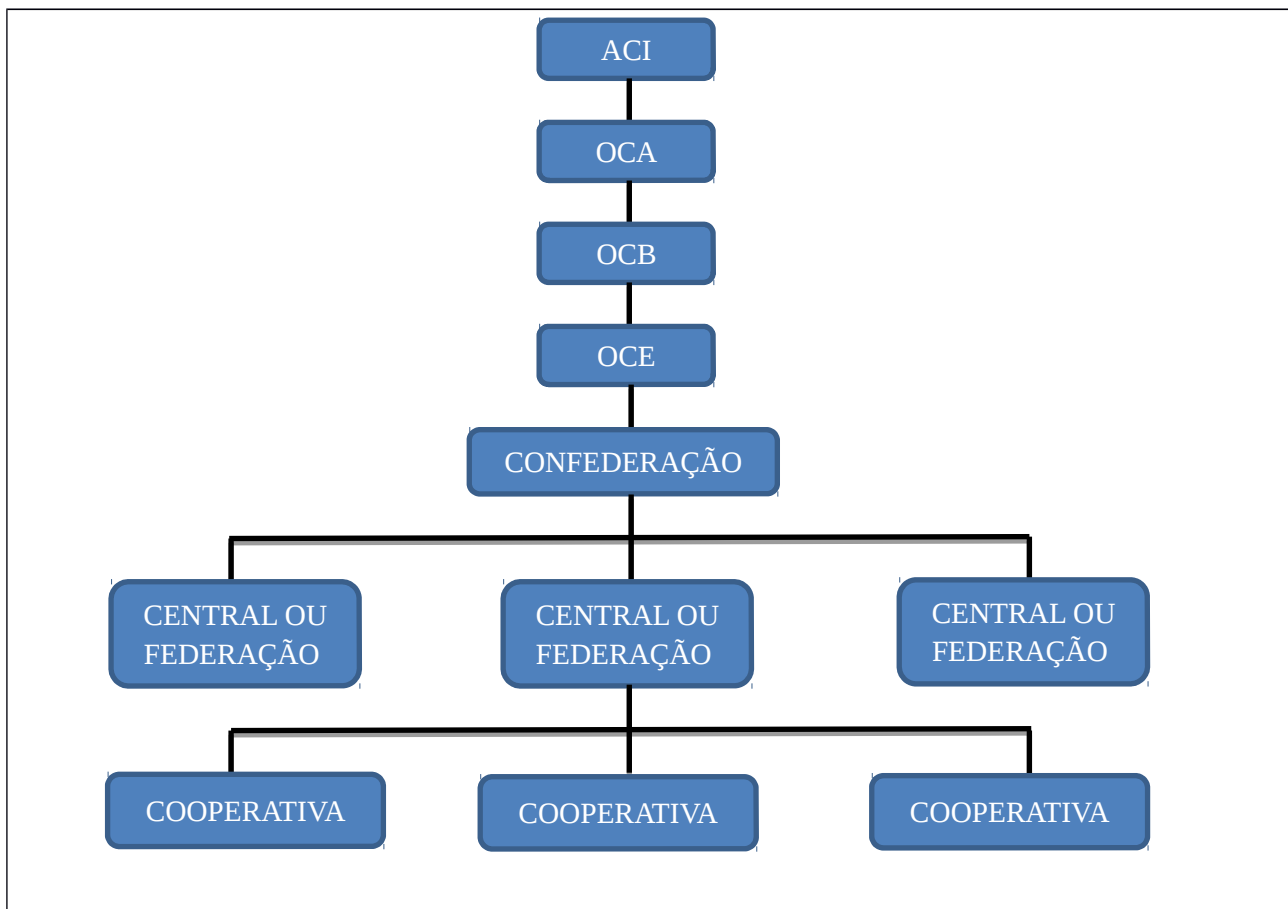 ACI
OCA
OCB
OCE
CONFEDERAÇÃO
CENTRAL OU
FEDERAÇÃO
CENTRAL OU
FEDERAÇÃO
CENTRAL OU
FEDERAÇÃO
COOPERATIVA
COOPERATIVA
COOPERATIVA